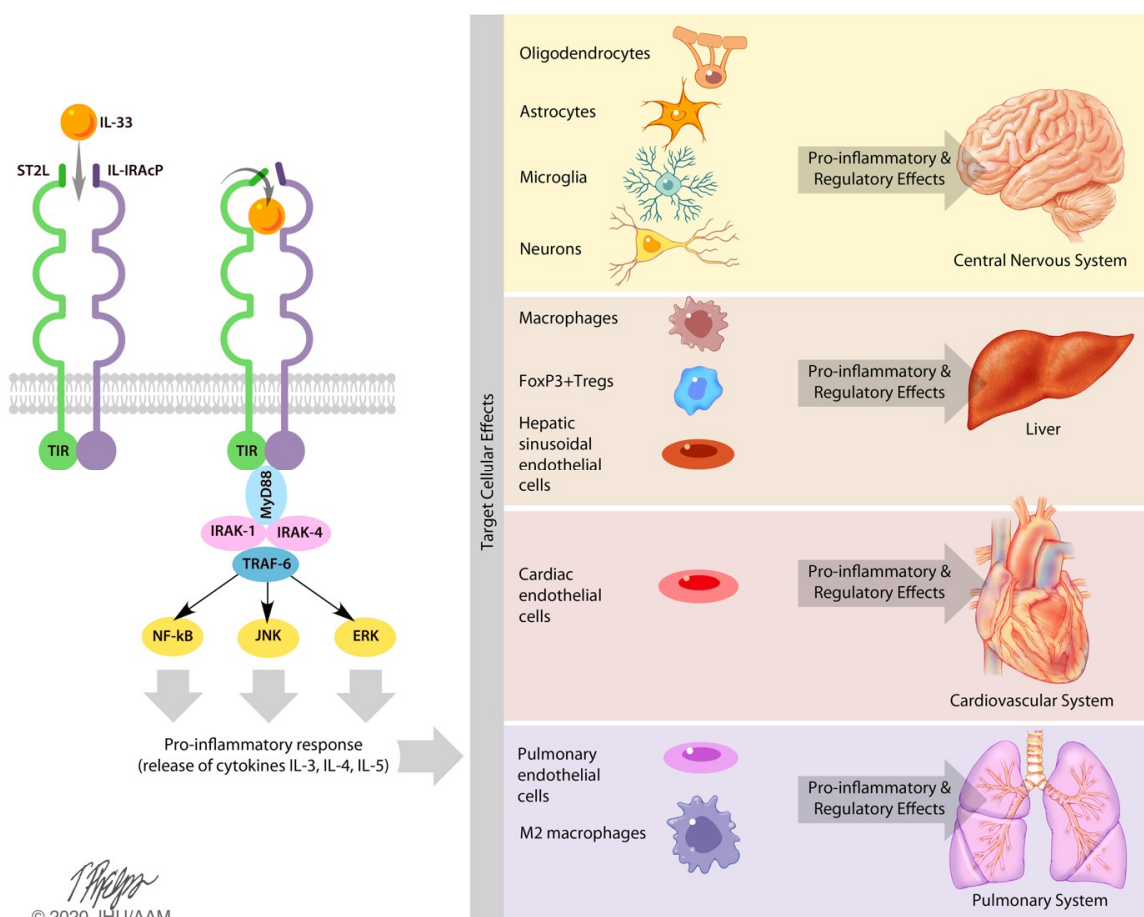 IL-33
ST2L
IL-IRAcP
TIR
TIR
MyD88
IRAK-1
IRAK-4
TRAF-6
NF-kB
JNK
ERK
Pro-inflammatory response
(release of cytokines IL-3, IL-4, IL-5)
Target Cellular Effects
Oligodendrocytes
Astrocytes
Microglia
Neurons
Pro-inflammatory &
Regulatory Effects
Central Nervous System
Macrophages
FoxP3+Tregs
Hepatic
sinusoidal
endothelial
cells
Pro-inflammatory &
Regulatory Effects
Liver
Cardiac
endothelial
cells
Pro-inflammatory &
Regulatory Effects
Cardiovascular System
Pulmonary
endothelial
cells
M2 macrophages
Pro-inflammatory &
Regulatory Effects
Pulmonary System
© 2020 JHU/AAM